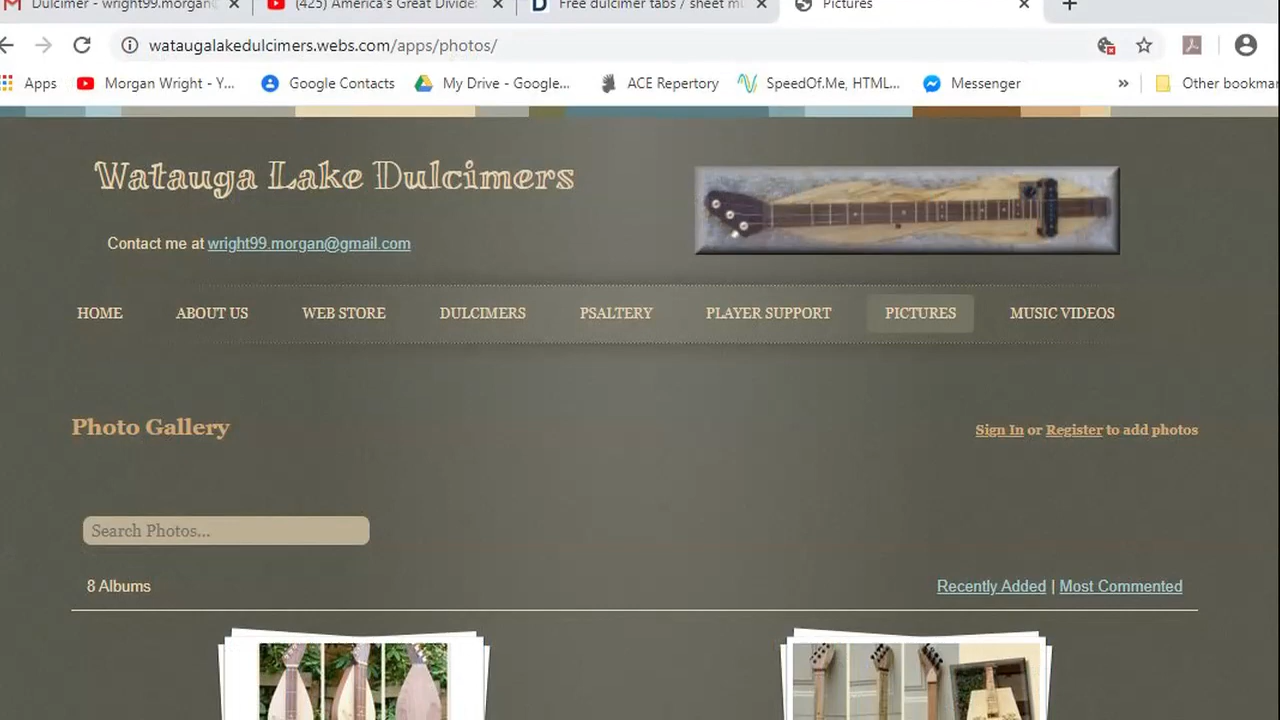 Dulcimer - wright99.morgan@
(425) America's Great Divide:
Free dulcimer tabs / sheet mu
Pictures
wataugalakedulcimers.webs.com/apps/photos/
Apps
Morgan Wright - Y...
Google Contacts
My Drive - Google...
ACE Repertory
SpeedOf.Me, HTML...
Messenger
»
Other bookmar
Watauga Lake Dulcimers
Contact me at wright99.morgan@gmail.com
HOME
ABOUT US
WEB STORE
DULCIMERS
PSALTERY
PLAYER SUPPORT
PICTURES
MUSIC VIDEOS
Photo Gallery
Sign In or Register to add photos
Search Photos...
8 Albums
Recently Added | Most Commented